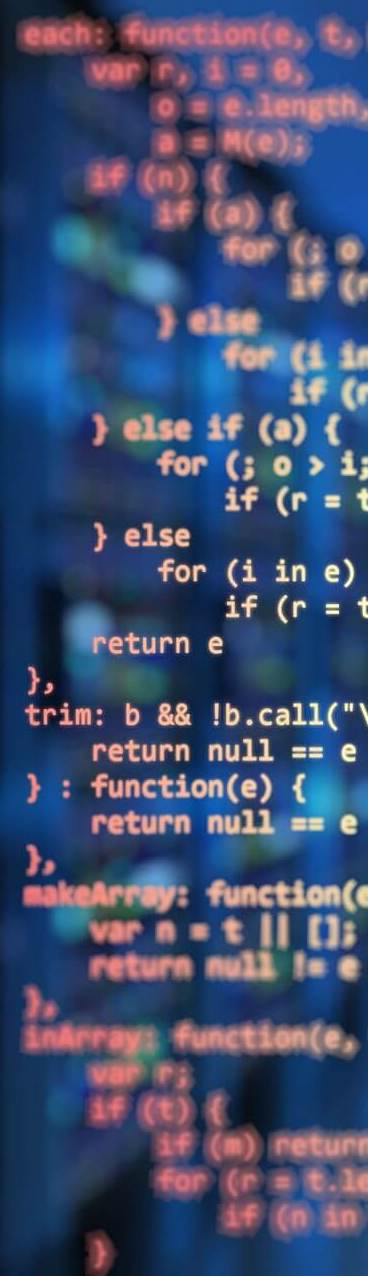 each: function(e, t,
var r, i = 0,
o = e.length,
a = M(e);
if (n) {
if (a) {
for (; o
if (r
} else
for (i in
if (r
} else if (a) {
for (; o > i;
if (r = t
} else
for (i in e)
if (r = t
return e
},
trim: b && !b.call("\
return null == e
} : function(e) {
return null == e
},
makeArray: function(e
var n = t || [];
return null != e
},
inArray: function(e,
var r;
if (t) {
if (m) return
for (r = t.le
if (n in
}